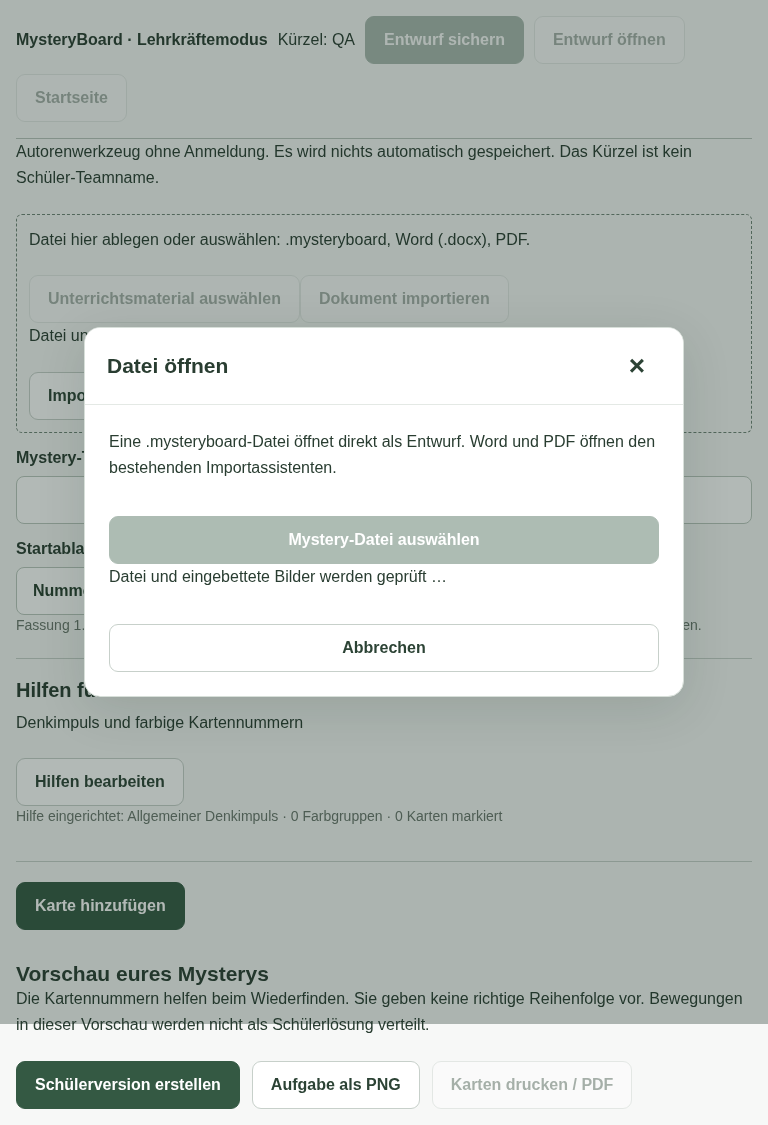 MysteryBoard · Lehrkräftemodus Kürzel: QA Entwurf sichern Entwurf öffnen
Startseite
Autorenwerkzeug ohne Anmeldung. Es wird nichts automatisch gespeichert. Das Kürzel ist kein
Schüler-Teamname.
Datei hier ablegen oder auswählen: .mysteryboard, Word (.docx), PDF.
Unterrichtsmaterial auswählen Dokument importieren
Datei
Datei öffnen ✕
Eine .mysteryboard-Datei öffnet direkt als Entwurf. Word und PDF öffnen den
bestehenden Importassistenten.
Mystery-Datei auswählen
Datei und eingebettete Bilder werden geprüft …
Abbrechen
Fassung 1.
Hilfen
Denkimpuls und farbige Kartennummern
Hilfen bearbeiten
Hilfe eingerichtet: Allgemeiner Denkimpuls · 0 Farbgruppen · 0 Karten markiert
Karte hinzufügen
Vorschau eures Mysterys
Die Kartennummern helfen beim Wiederfinden. Sie geben keine richtige Reihenfolge vor. Bewegungen
in dieser Vorschau werden nicht als Schülerlösung verteilt.
Schülerversion erstellen Aufgabe als PNG Karten drucken / PDF